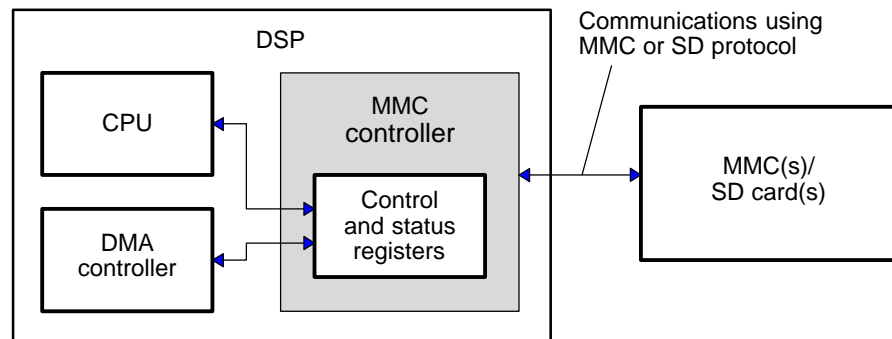 Communications using
MMC or SD protocol
DSP
CPU
MMC
controller
Control
and status
registers
DMA
controller
MMC(s)/
SD card(s)